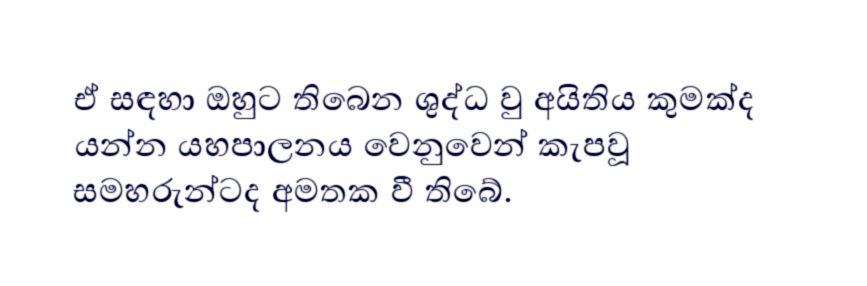 ඒ සඳහා ඔහුට තිබෙන ශුද්ධ වු අයිතිය කුමක්ද
යන්න යහපාලනය වෙනුවෙන් කැපවූ
සමහරුන්ටද අමතක වී තිබේ.